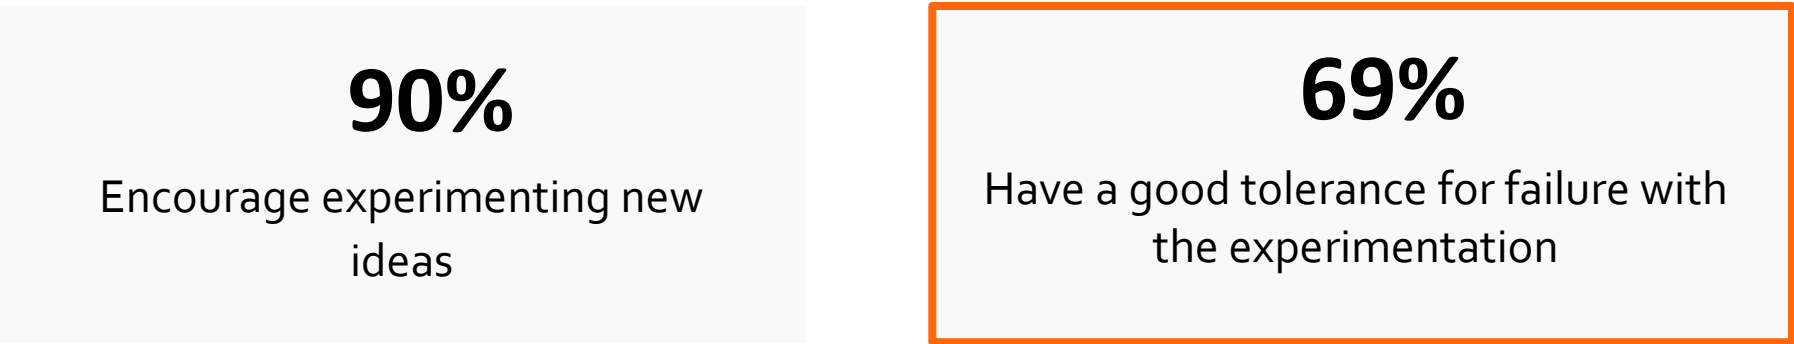 90%
Encourage experimenting new
ideas
69%
Have a good tolerance for failure with
the experimentation